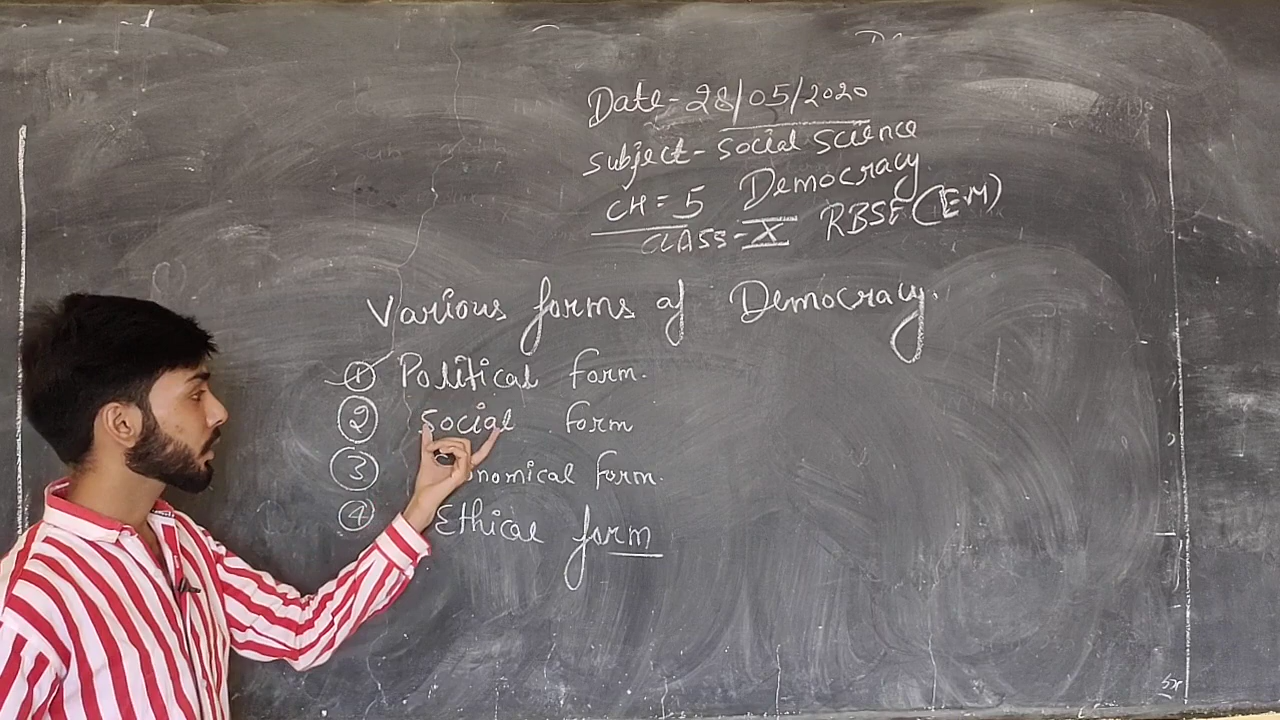 Date- 28/05/2020
Subject- Social Science
CH = 5 Democracy
CLASS- X RBSE (EM)
Various forms of Democracy.
① Political form.
② Social form
③ nomical form.
④ Ethical form